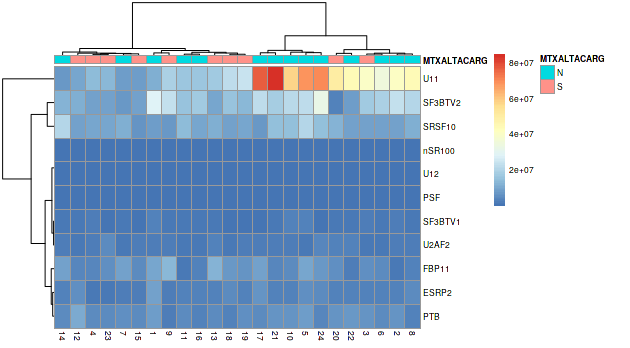 MTXALTACARG
U11
SF3BTV2
SRSF10
nSR100
U12
PSF
SF3BTV1
U2AF2
FBP11
ESRP2
PTB
14 12 4 23 7 15 1 9 11 16 13 18 19 17 21 10 5 24 20 22 3 6 2 8
8e+07
6e+07
4e+07
2e+07
MTXALTACARG
N
S